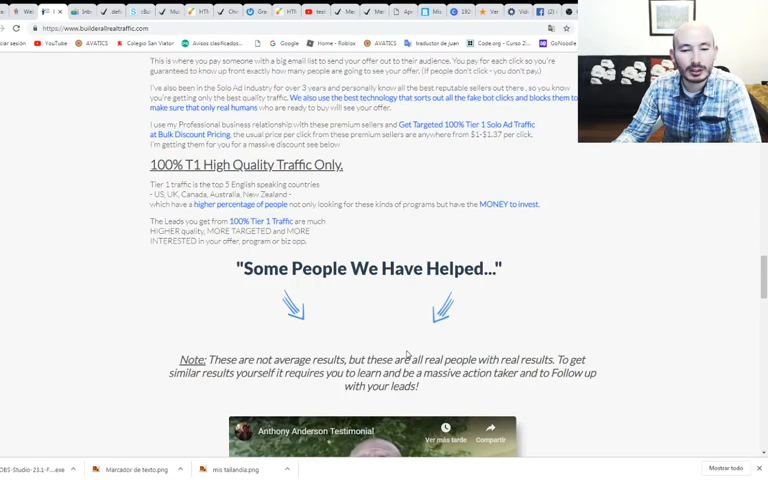 https://www.builderallrealtraffic.com
iciar sesión YouTube AVATICS Colegio San Viator Avisos clasificados... Google Home - Roblox AVATICS traductor de juan Code.org - Curso 2: GoNoodle
This is where you pay someone with a big email list to send your offer out to their audience. You pay for each click so you're
guaranteed to know up front exactly how many people are going to see your offer. (If people don't click - you don't pay).
I've also been in the Solo Ad Industry for over 3 years and personally know all the best reputable sellers out there, so you know
you're getting only the best quality traffic. We also use the best technology that sorts out all the fake bot clicks and blocks them to
make sure that only real humans who are ready to buy will see your offer.
I use my Professional business relationship with these premium sellers and Get Targeted 100% Tier 1 Solo Ad Traffic
at Bulk Discount Pricing, the usual price per click from these premium sellers are anywhere from $1-$1.37 per click.
I'm getting them for you for a massive discount see below
100% T1 High Quality Traffic Only.
Tier 1 traffic is the top 5 English speaking countries
- US, UK, Canada, Australia, New Zealand -
which have a higher percentage of people not only looking for these kinds of programs but have the MONEY to invest.
The Leads you get from 100% Tier 1 Traffic are much
HIGHER quality, MORE TARGETED and MORE
INTERESTED in your offer, program or biz opp.
"Some People We Have Helped..."
Note: These are not average results, but these are all real people with real results. To get
similar results yourself it requires you to learn and be a massive action taker and to Follow up
with your leads!
Anthony Anderson Testimonial
Ver más tarde Compartir
OBS-Studio-23.1-F....exe Marcador de texto.png mis tailandia.png Mostrar todo